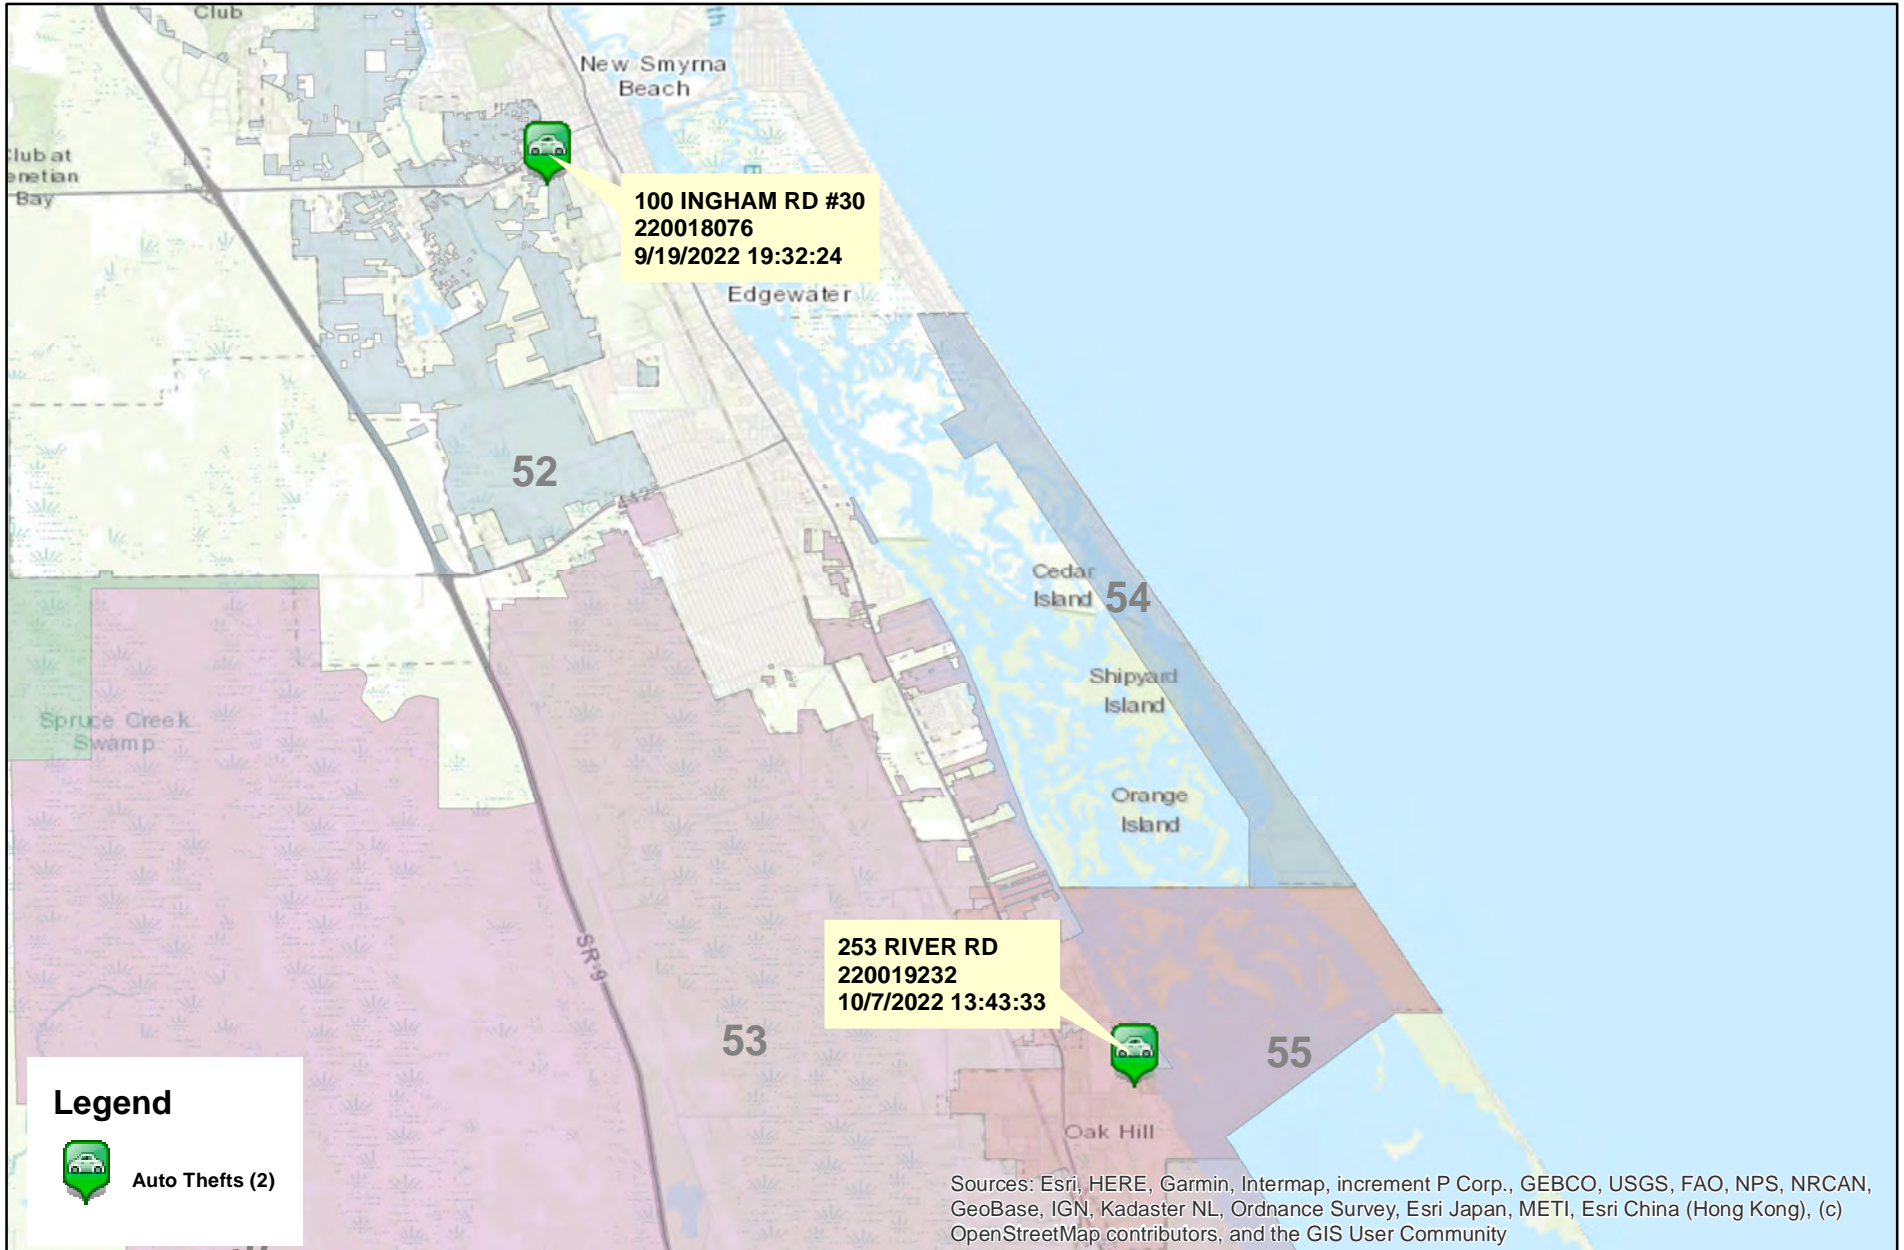 Club
New Smyrna
Beach
Club at
enetian
Bay
100 INGHAM RD #30
220018076
9/19/2022 19:32:24
Edgewater
52
4422
Cedar
Island
54
Shipyard
Island
Spruce Creek
Swamp
Orange
Island
SR-9
253 RIVER RD
220019232
10/7/2022 13:43:33
53
55
Oak Hill
Legend
Auto Thefts (2)
Sources: Esri, HERE, Garmin, Intermap, increment P Corp., GEBCO, USGS, FAO, NPS, NRCAN,
GeoBase, IGN, Kadaster NL, Ordnance Survey, Esri Japan, METI, Esri China (Hong Kong), (c)
OpenStreetMap contributors, and the GIS User Community